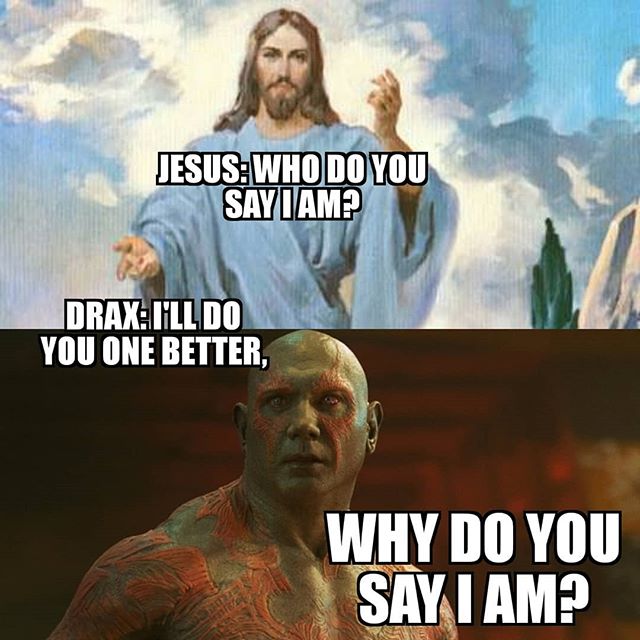 JESUS: WHO DO YOU
SAY I AM?
DRAX: I'LL DO
YOU ONE BETTER,
WHY DO YOU
SAY I AM?